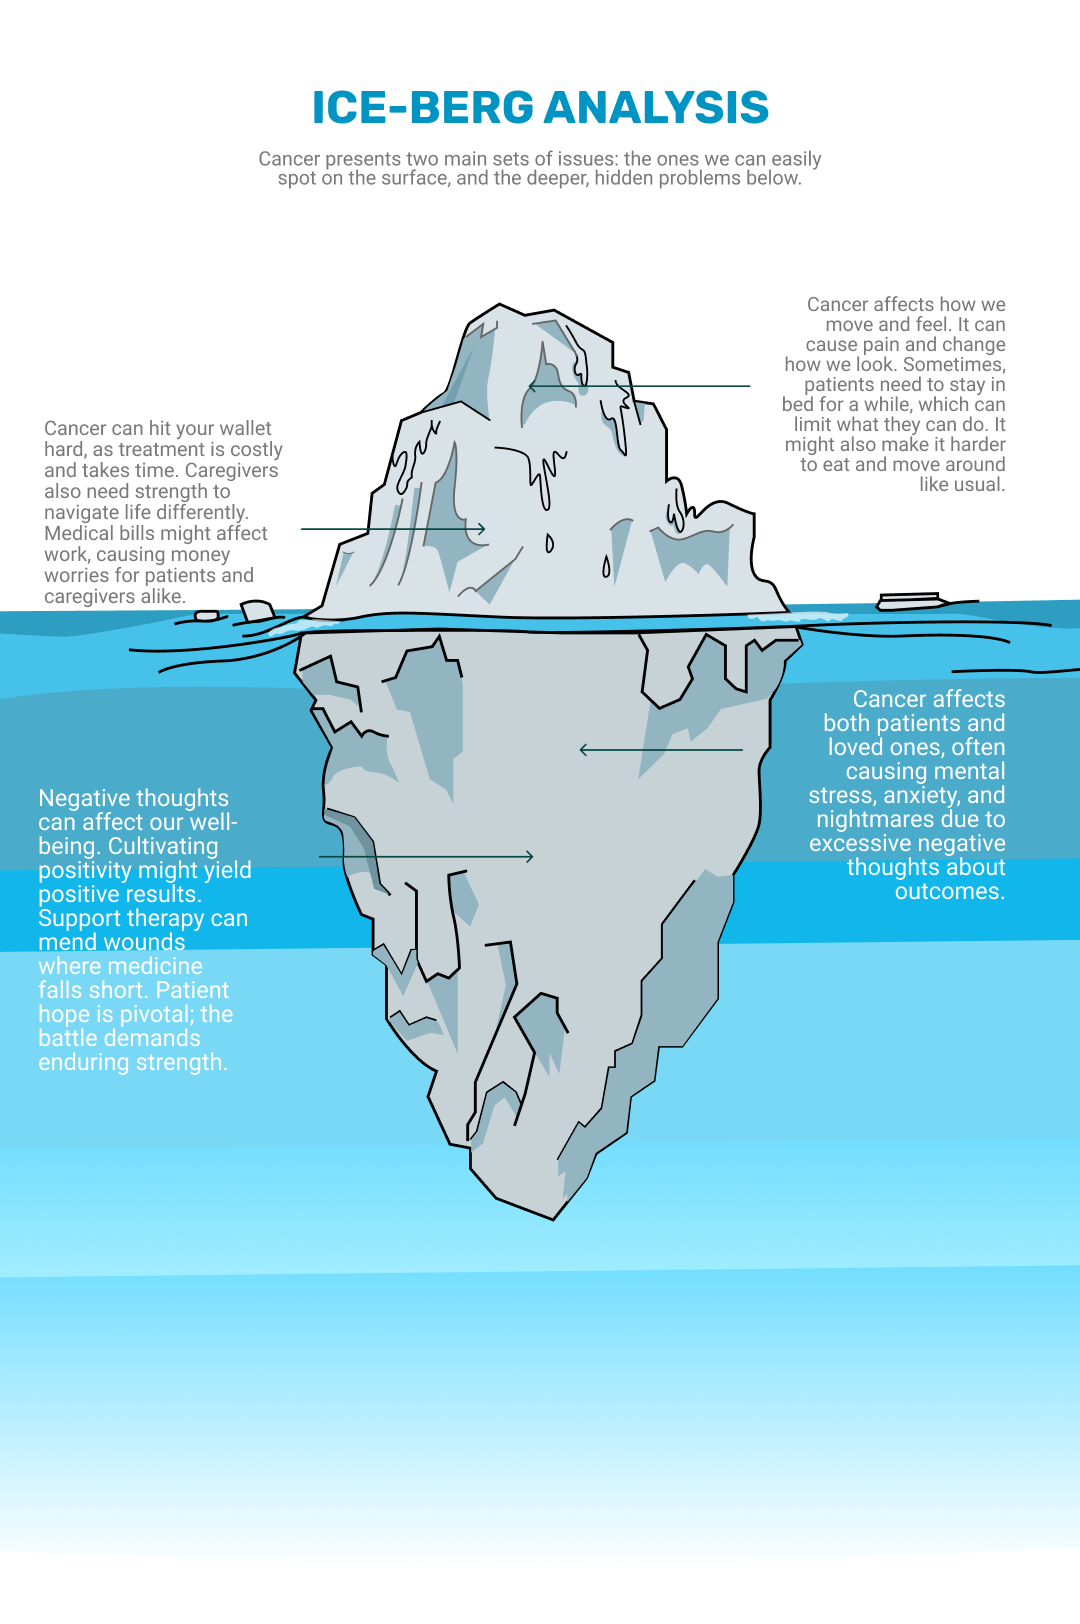 ICE-BERG ANALYSIS
Cancer presents two main sets of issues: the ones we can easily
spot on the surface, and the deeper, hidden problems below.
Cancer affects how we
move and feel. It can
cause pain and change
how we look. Sometimes,
patients need to stay in
bed for a while, which can
limit what they can do. It
might also make it harder
to eat and move around
like usual.
Cancer can hit your wallet
hard, as treatment is costly
and takes time. Caregivers
also need strength to
navigate life differently.
Medical bills might affect
work, causing money
worries for patients and
caregivers alike.
Cancer affects
both patients and
loved ones, often
causing mental
stress, anxiety, and
nightmares due to
excessive negative
thoughts about
outcomes.
Negative thoughts
can affect our well-
being. Cultivating
positivity might yield
positive results.
Support therapy can
mend wounds
where medicine
falls short. Patient
hope is pivotal; the
battle demands
enduring strength.